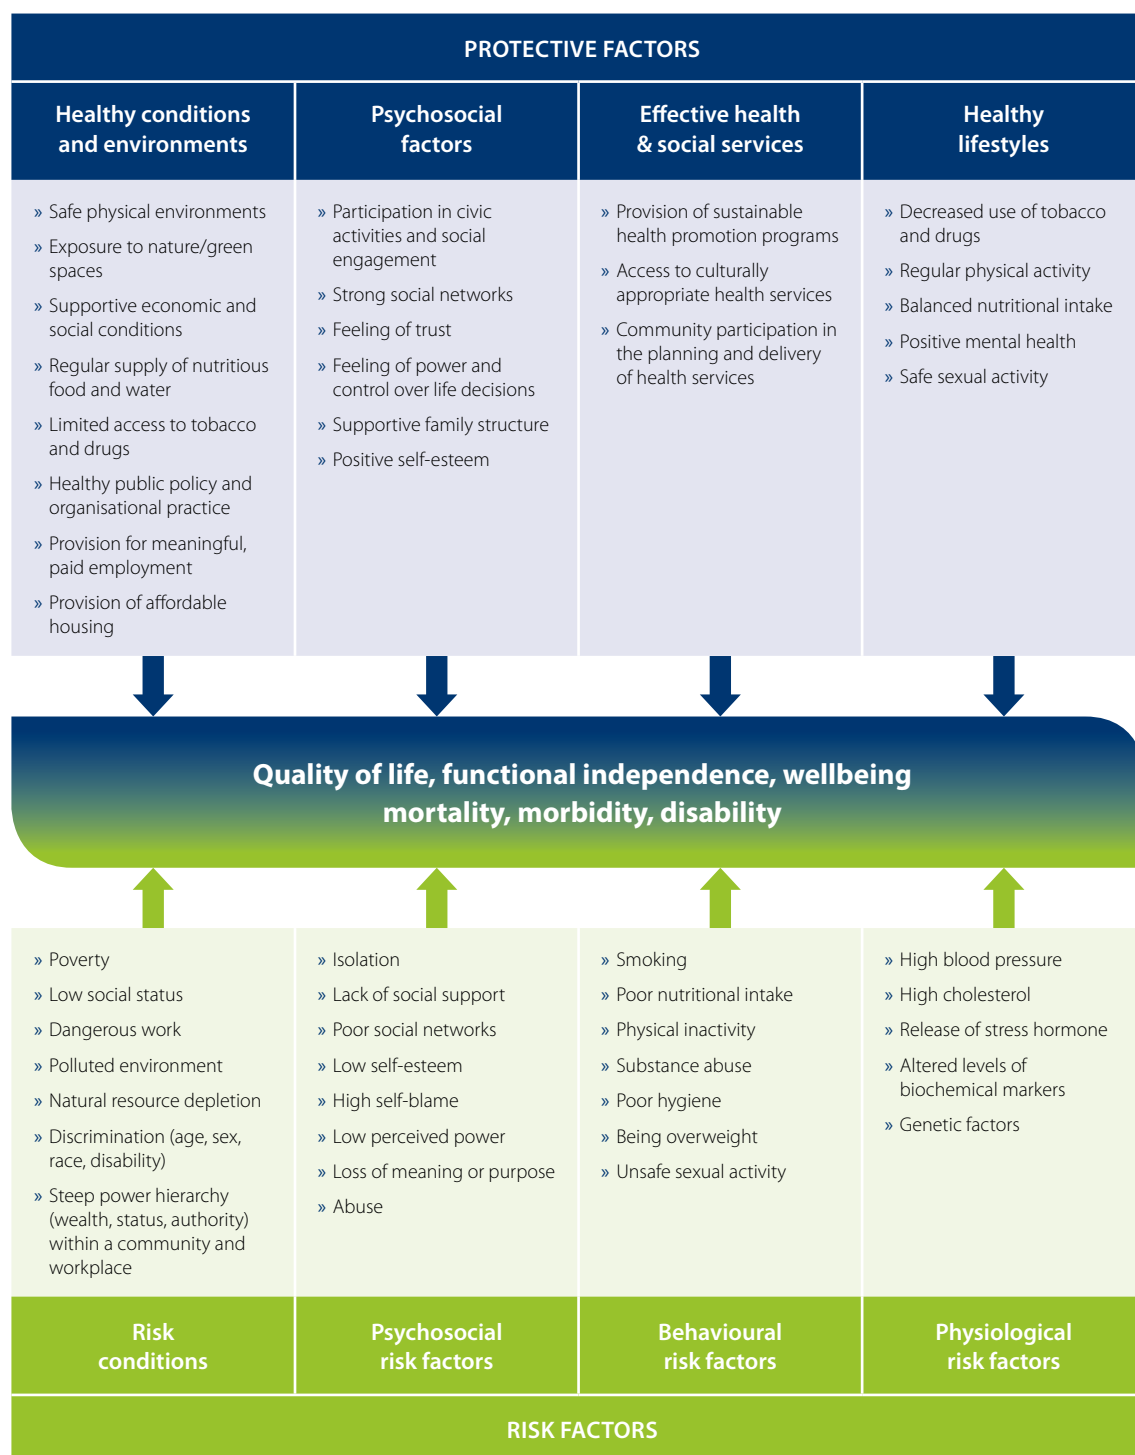 PROTECTIVE FACTORS
Healthy conditions
and environments
» Safe physical environments
» Exposure to nature/green
spaces
» Supportive economic and
social conditions
» Regular supply of nutritious
food and water
» Limited access to tobacco
and drugs
» Healthy public policy and
organisational practice
» Provision for meaningful,
paid employment
» Provision of affordable
housing
Psychosocial
factors
» Participation in civic
activities and social
engagement
» Strong social networks
» Feeling of trust
» Feeling of power and
control over life decisions
» Supportive family structure
» Positive self-esteem
Effective health
& social services
» Provision of sustainable
health promotion programs
» Access to culturally
appropriate health services
» Community participation in
the planning and delivery
of health services
Healthy
lifestyles
» Decreased use of tobacco
and drugs
» Regular physical activity
» Balanced nutritional intake
» Positive mental health
» Safe sexual activity
Quality of life, functional independence, wellbeing
mortality, morbidity, disability
» Poverty
» Low social status
» Dangerous work
» Polluted environment
» Natural resource depletion
» Discrimination (age, sex,
race, disability)
» Steep power hierarchy
(wealth, status, authority)
within a community and
workplace
Risk
conditions
» Isolation
» Lack of social support
» Poor social networks
» Low self-esteem
» High self-blame
» Low perceived power
» Loss of meaning or purpose
» Abuse
Psychosocial
risk factors
» Smoking
» Poor nutritional intake
» Physical inactivity
» Substance abuse
» Poor hygiene
» Being overweight
» Unsafe sexual activity
Behavioural
risk factors
» High blood pressure
» High cholesterol
» Release of stress hormone
» Altered levels of
biochemical markers
» Genetic factors
Physiological
risk factors
RISK FACTORS